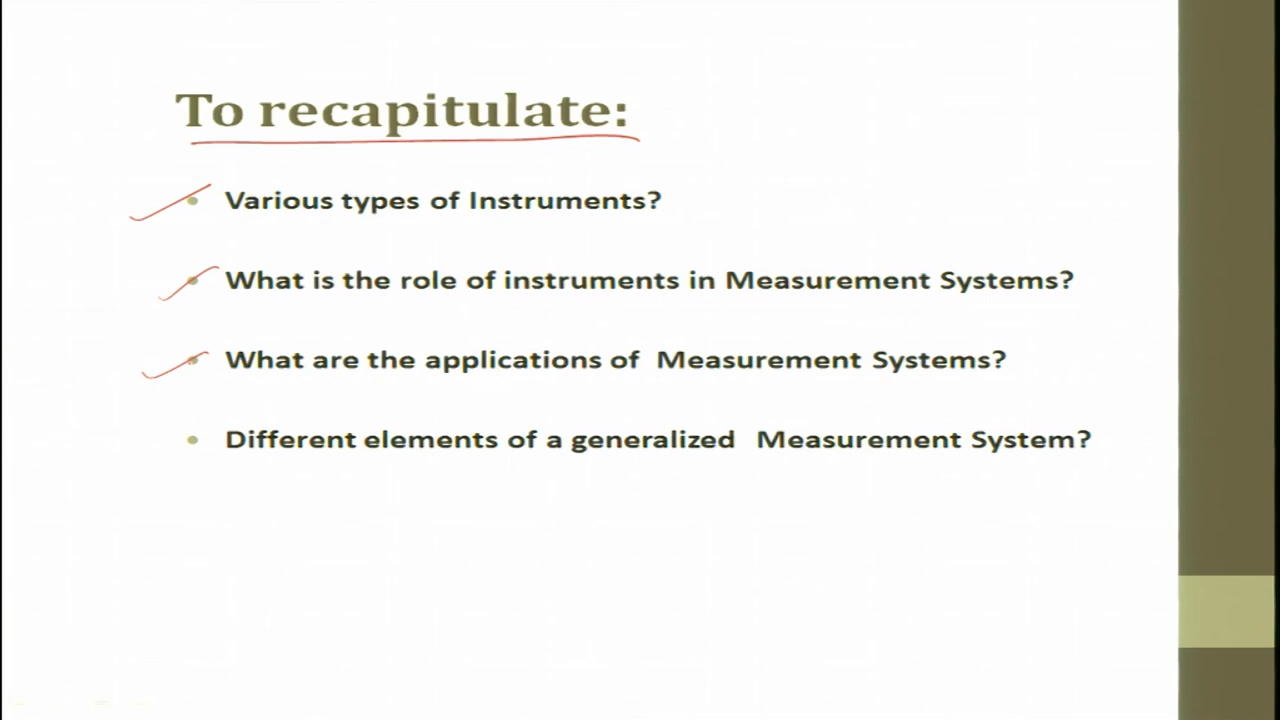 To recapitulate:
Various types of Instruments?
What is the role of instruments in Measurement Systems?
What are the applications of Measurement Systems?
Different elements of a generalized Measurement System?